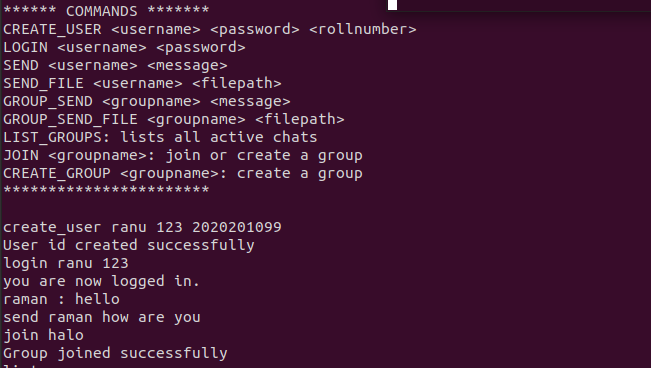 ****** COMMANDS *******
CREATE_USER <username> <password> <rollnumber>
LOGIN <username> <password>
SEND <username> <message>
SEND_FILE <username> <filepath>
GROUP_SEND <groupname> <message>
GROUP_SEND_FILE <groupname> <filepath>
LIST_GROUPS: lists all active chats
JOIN <groupname>: join or create a group
CREATE_GROUP <groupname>: create a group
***********************
create_user ranu 123 2020201099
User id created successfully
login ranu 123
you are now logged in.
raman : hello
send raman how are you
join halo
Group joined successfully